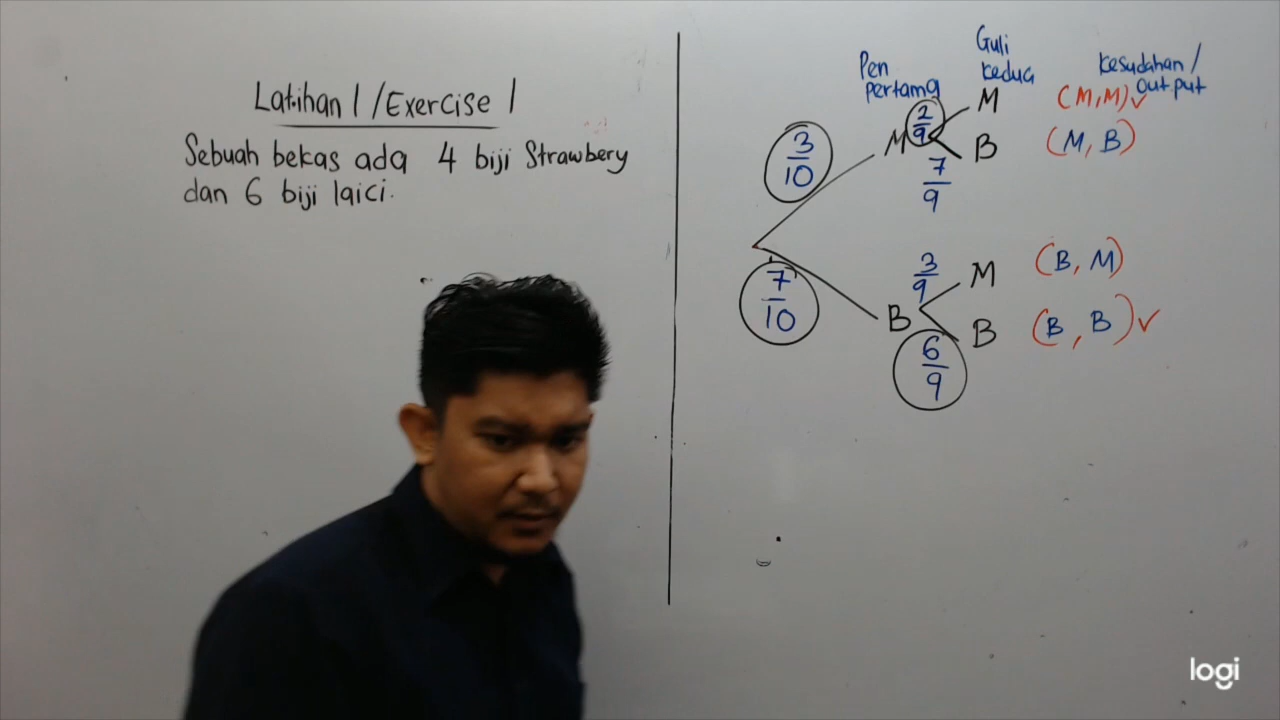 Latihan 1 / Exercise 1
Sebuah bekas ada 4 biji Strawbery
dan 6 biji laici.
Pen
pertama
Guli
kedua
Kesudahan /
output
3/10
M
2/9
M
(M, M) ✓
7/9
B
(M, B)
7/10
B
3/9
M
(B, M)
6/9
B
(B, B) ✓
logi